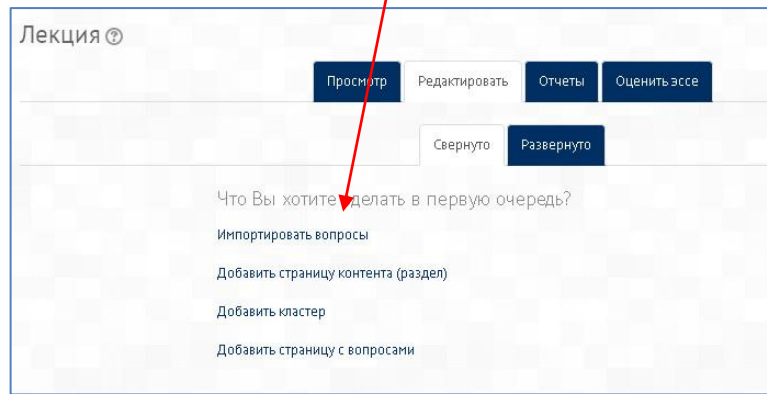 Лекция
Просмотр Редактировать Отчеты Оценить эссе
Свернуто Развернуто
Что Вы хотите сделать в первую очередь?
Импортировать вопросы
Добавить страницу контента (раздел)
Добавить кластер
Добавить страницу с вопросами